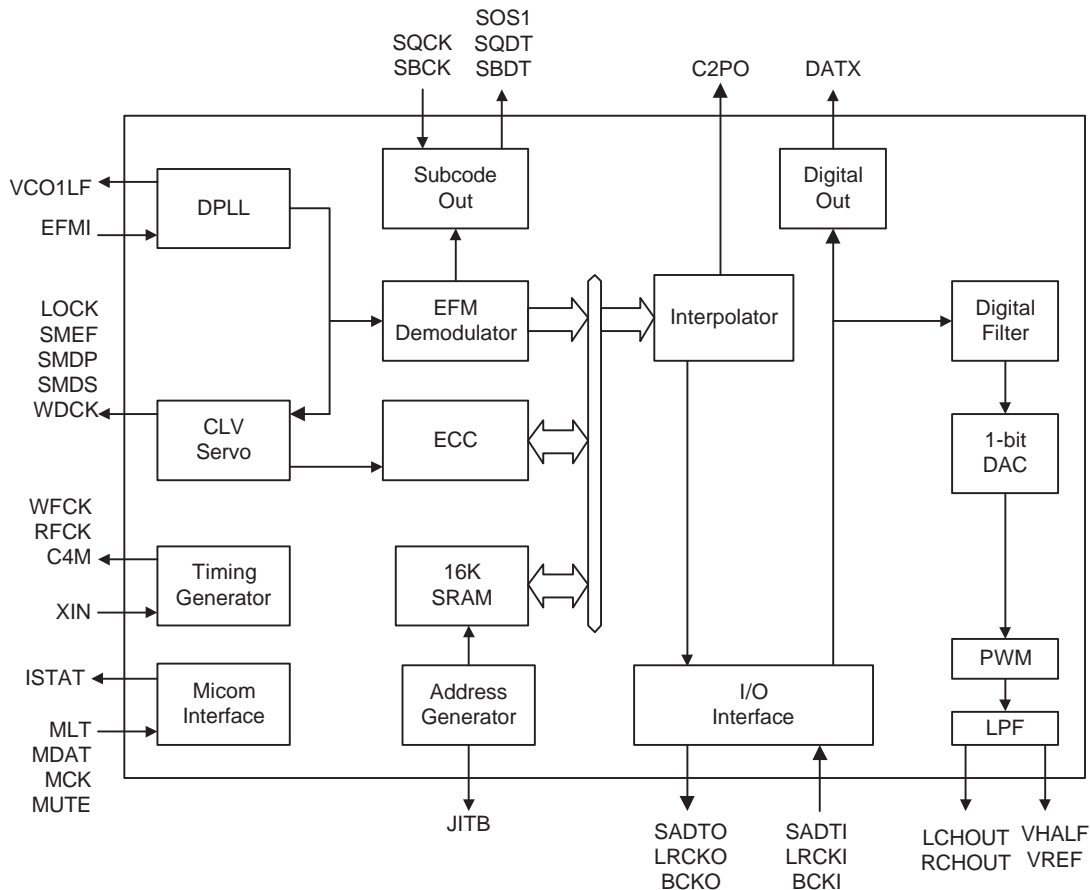 SOS1
SQCK
SQDT
SBCK
SBDT
C2PO
DATX
Subcode
Out
Digital
Out
VCO1LF
DPLL
EFMI
LOCK
SMEF
SMDP
SMDS
WDCK
EFM
Demodulator
Interpolator
Digital
Filter
CLV
Servo
ECC
1-bit
DAC
WFCK
RFCK
C4M
XIN
Timing
Generator
16K
SRAM
ISTAT
MLT
MDAT
MCK
MUTE
Micom
Interface
Address
Generator
I/O
Interface
PWM
LPF
JITB
SADTO
LRCKO
BCKO
SADTI
LRCKI
BCKI
LCHOUT
RCHOUT
VHALF
VREF